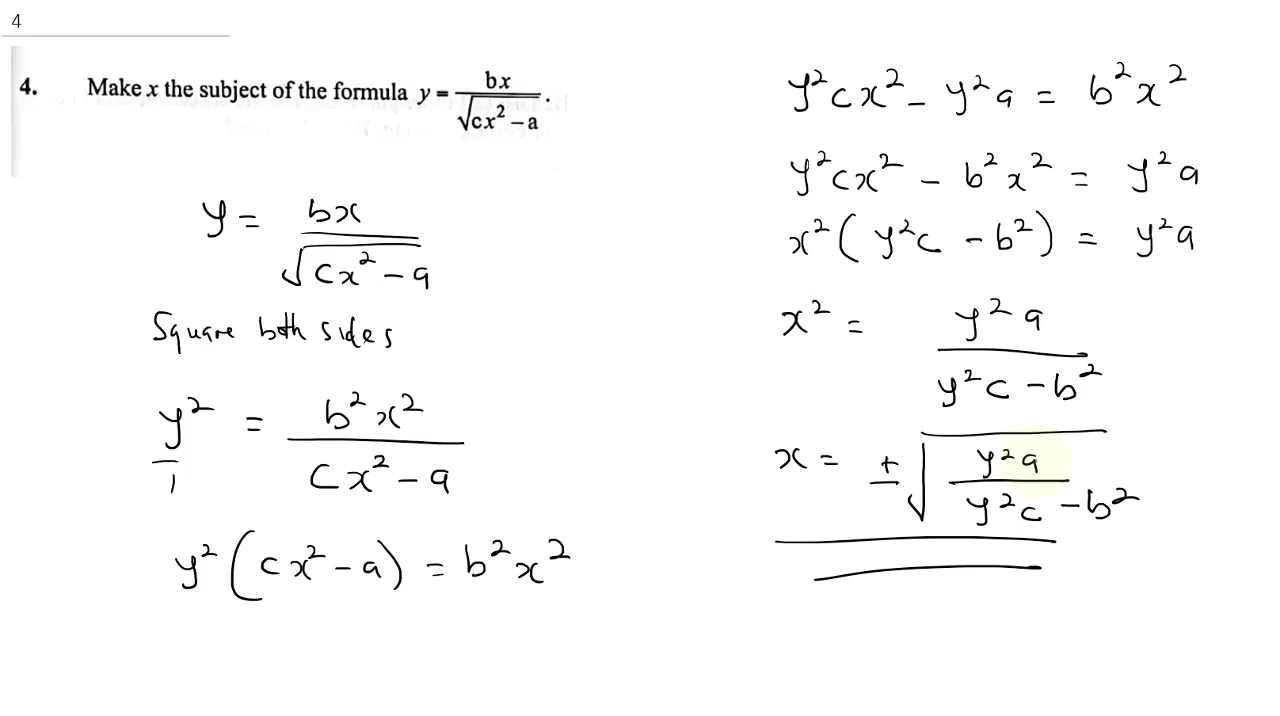 4
4. Make x the subject of the formula y = bx / √(cx² – a) .
y = bx / √(cx² – a)
Square both sides
y² / 1 = b²x² / (cx² – a)
y²(cx² – a) = b²x²
y²cx² – y²a = b²x²
y²cx² – b²x² = y²a
x²(y²c – b²) = y²a
x² = y²a / (y²c – b²)
x = ± √(y²a / y²c – b²)